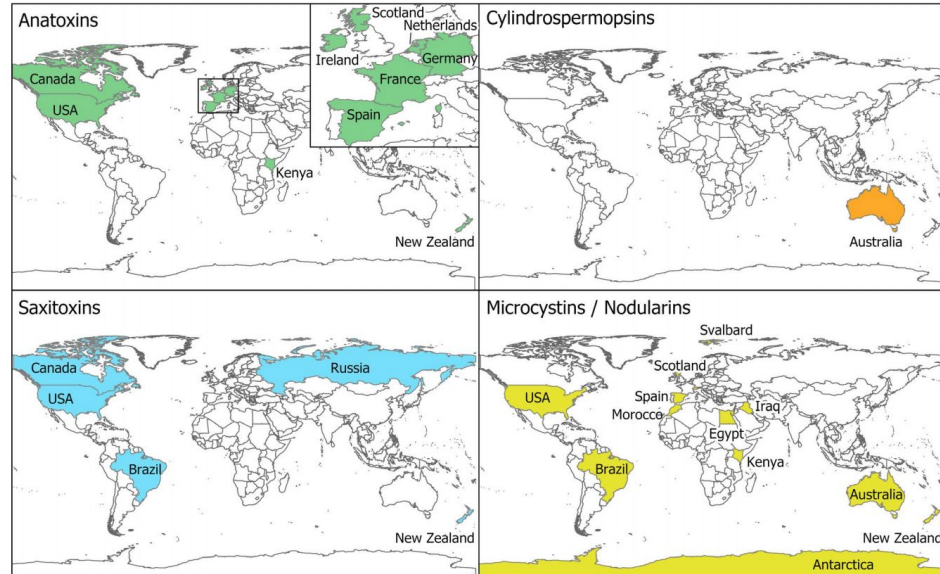 Anatoxins
Scotland
Netherlands
Ireland
Germany
France
Spain
Canada
USA
Kenya
New Zealand
Cylindrospermopsins
Australia
Saxitoxins
Canada
USA
Russia
Brazil
New Zealand
Microcystins / Nodularins
Svalbard
Scotland
USA
Spain
Iraq
Morocco
Egypt
Kenya
Brazil
Australia
New Zealand
Antarctica